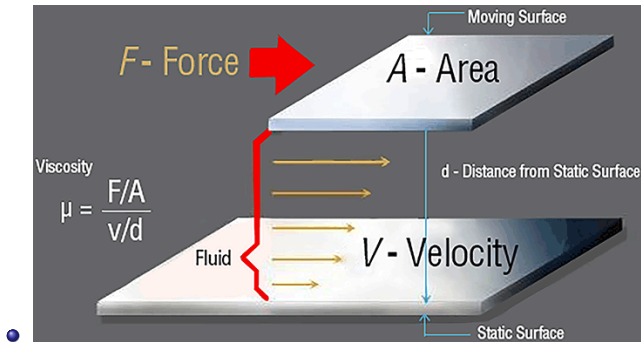 Moving Surface
F - Force
A - Area
Viscosity
μ = F/A
v/d
d - Distance from Static Surface
Fluid
V - Velocity
Static Surface